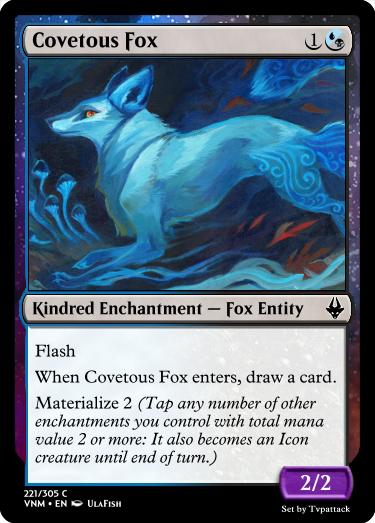 Covetous Fox
1
Kindred Enchantment — Fox Entity
Flash
When Covetous Fox enters, draw a card.
Materialize 2 (Tap any number of other
enchantments you control with total mana
value 2 or more: It also becomes an Icon
creature until end of turn.)
2/2
221/305 C
VNM • EN UlaFish
Set by Tvpattack